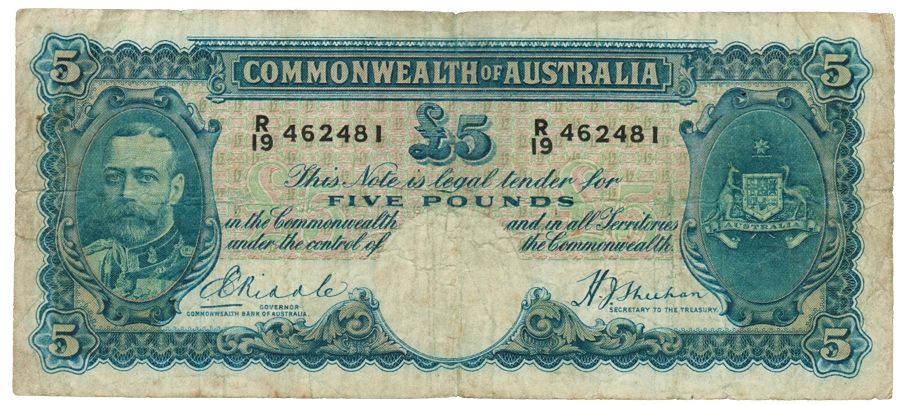 5 5
COMMONWEALTH OF AUSTRALIA
R/19 462481 £5 R/19 462481
This Note is legal tender for
FIVE POUNDS
in the Commonwealth and in all Territories
under the control of the Commonwealth.
AUSTRALIA
E C Riddle H.J. Sheehan
GOVERNOR SECRETARY TO THE TREASURY.
COMMONWEALTH BANK OF AUSTRALIA.
5 5